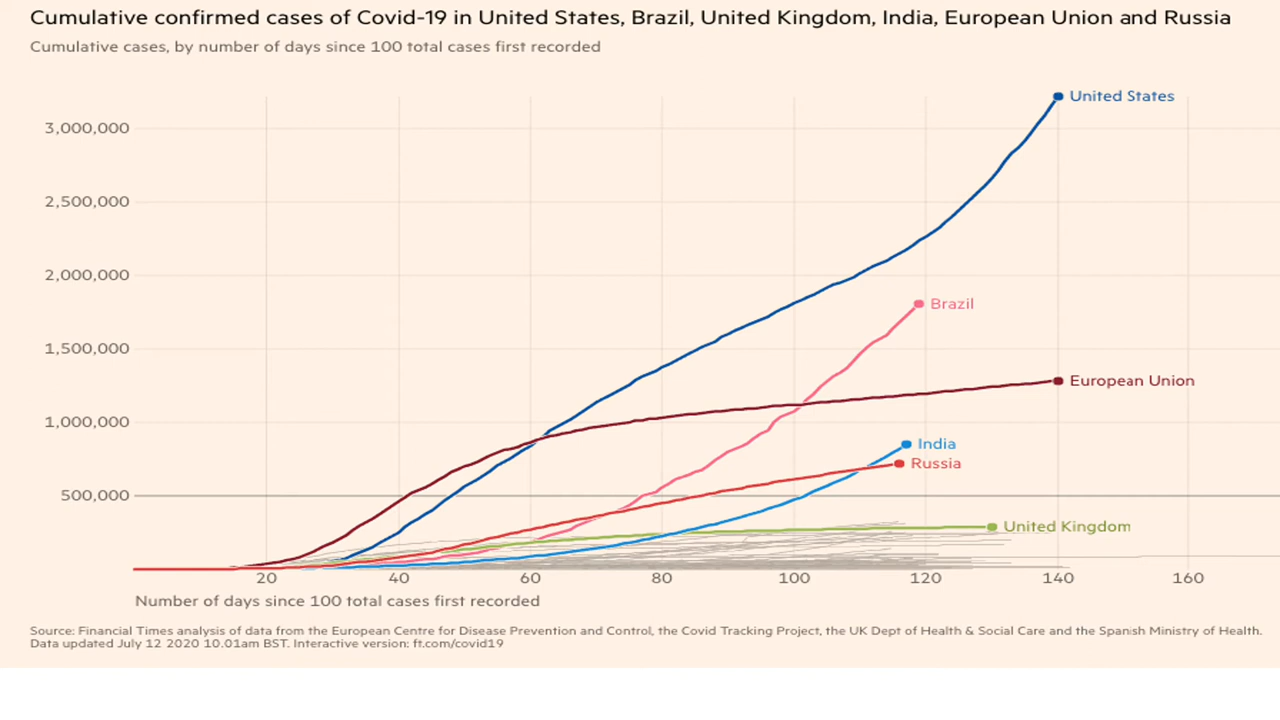 Cumulative confirmed cases of Covid-19 in United States, Brazil, United Kingdom, India, European Union and Russia
Cumulative cases, by number of days since 100 total cases first recorded
United States
3,000,000
2,500,000
2,000,000
Brazil
1,500,000
European Union
1,000,000
India
Russia
500,000
United Kingdom
20 40 60 80 100 120 140 160
Number of days since 100 total cases first recorded
Source: Financial Times analysis of data from the European Centre for Disease Prevention and Control, the Covid Tracking Project, the UK Dept of Health & Social Care and the Spanish Ministry of Health.
Data updated July 12 2020 10.01am BST. Interactive version: ft.com/covid19